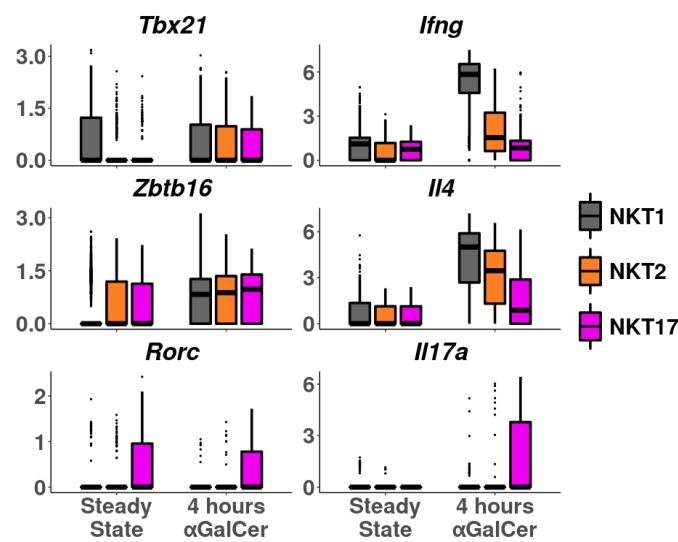 Tbx21
Ifng
3.0
1.5
0.0
6
3
0
Zbtb16
Il4
3.0
1.5
0.0
6
3
0
NKT1
NKT2
NKT17
Rorc
Il17a
2
1
0
6
3
0
Steady State
4 hours αGalCer
Steady State
4 hours αGalCer